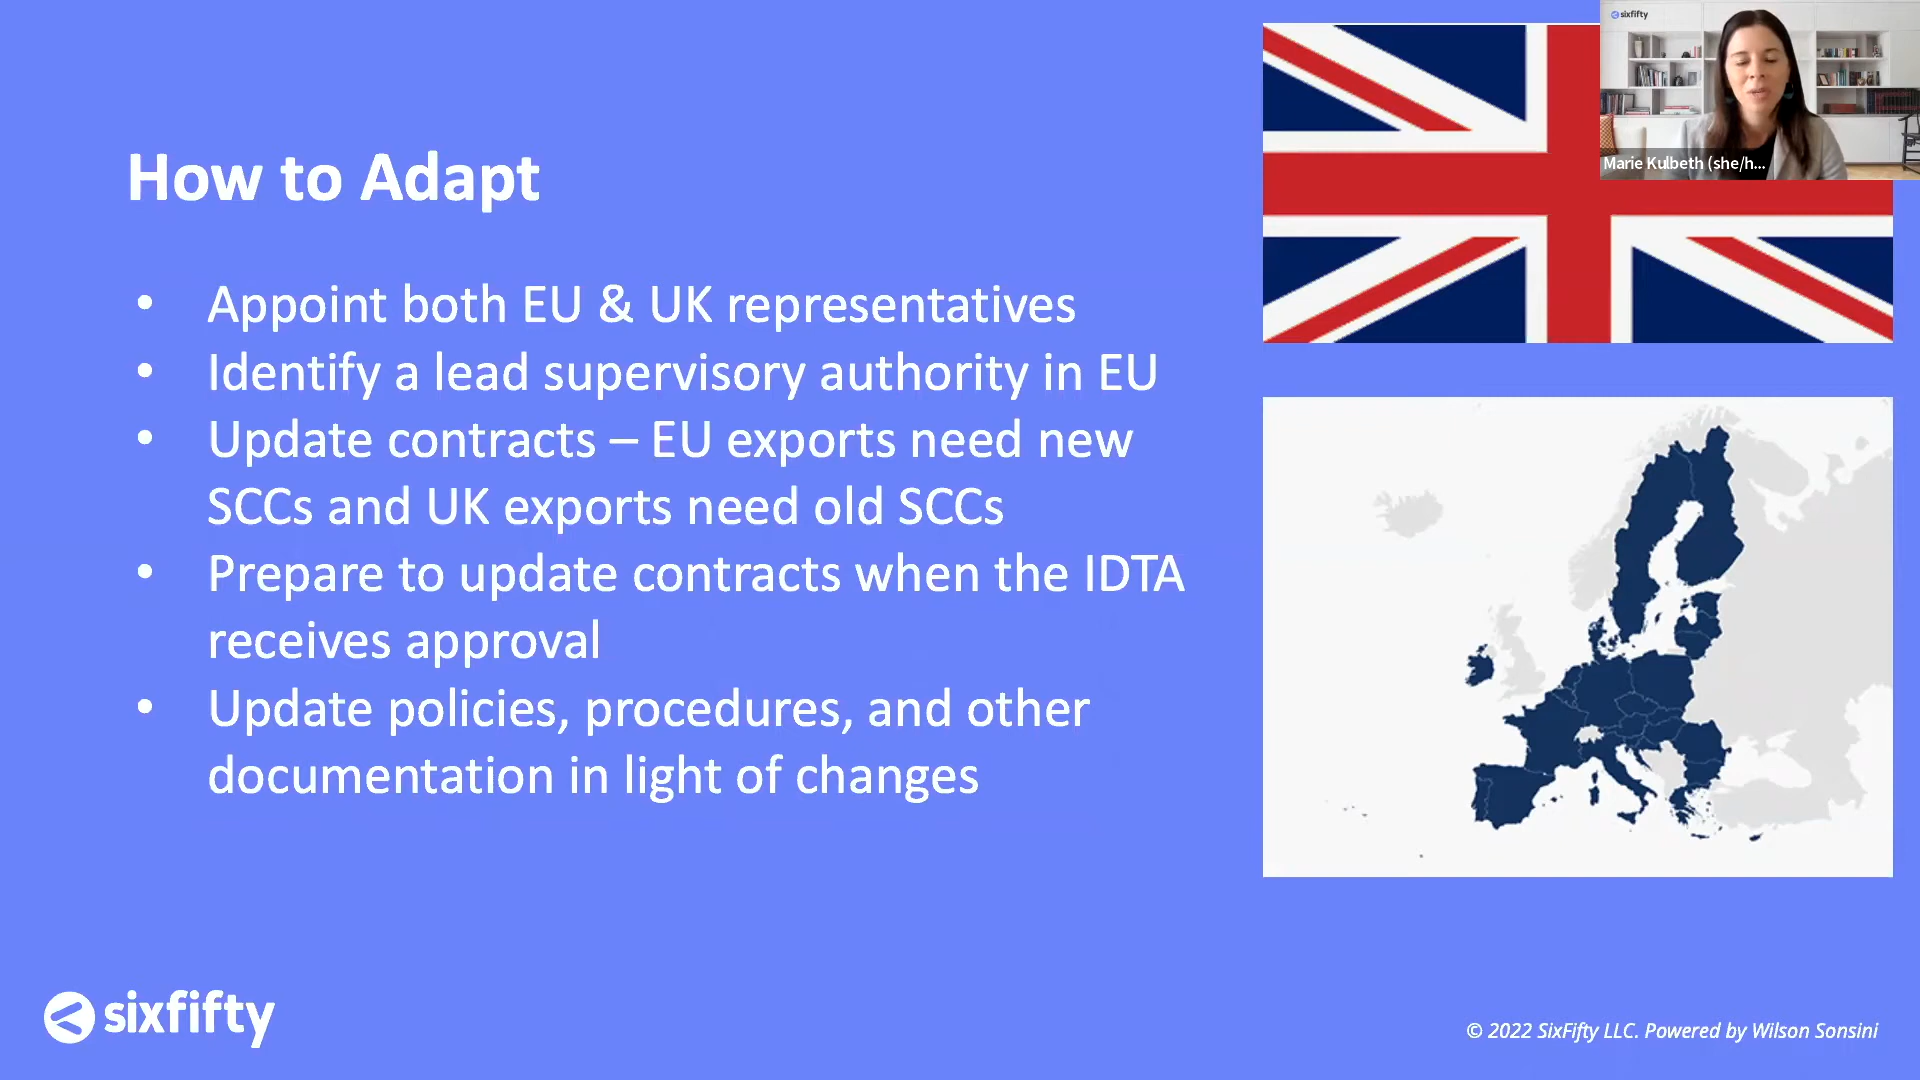 sixfifty
Marie Kulbeth (she/h...
How to Adapt
• Appoint both EU & UK representatives
• Identify a lead supervisory authority in EU
• Update contracts – EU exports need new
SCCs and UK exports need old SCCs
• Prepare to update contracts when the IDTA
receives approval
• Update policies, procedures, and other
documentation in light of changes
sixfifty
© 2022 SixFifty LLC. Powered by Wilson Sonsini